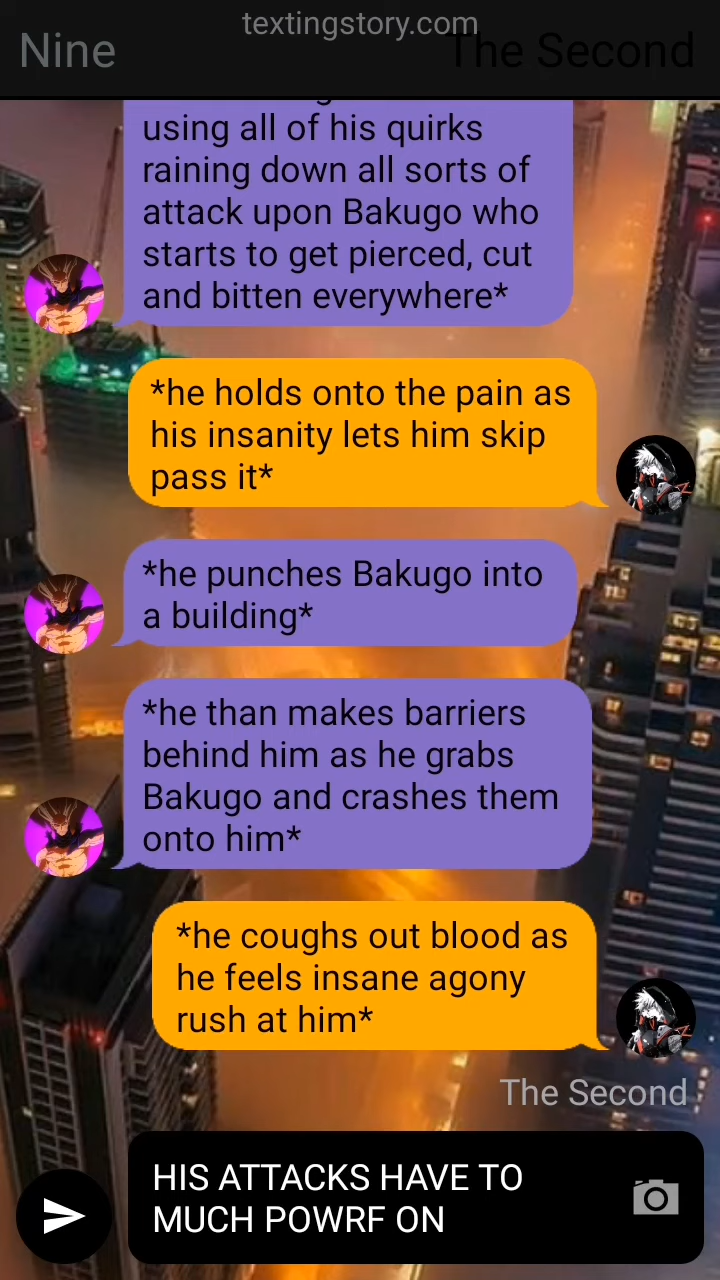 textingstory.com
Nine
The Second
using all of his quirks
raining down all sorts of
attack upon Bakugo who
starts to get pierced, cut
and bitten everywhere*
*he holds onto the pain as
his insanity lets him skip
pass it*
*he punches Bakugo into
a building*
*he than makes barriers
behind him as he grabs
Bakugo and crashes them
onto him*
*he coughs out blood as
he feels insane agony
rush at him*
The Second
HIS ATTACKS HAVE TO
MUCH POWRF ON